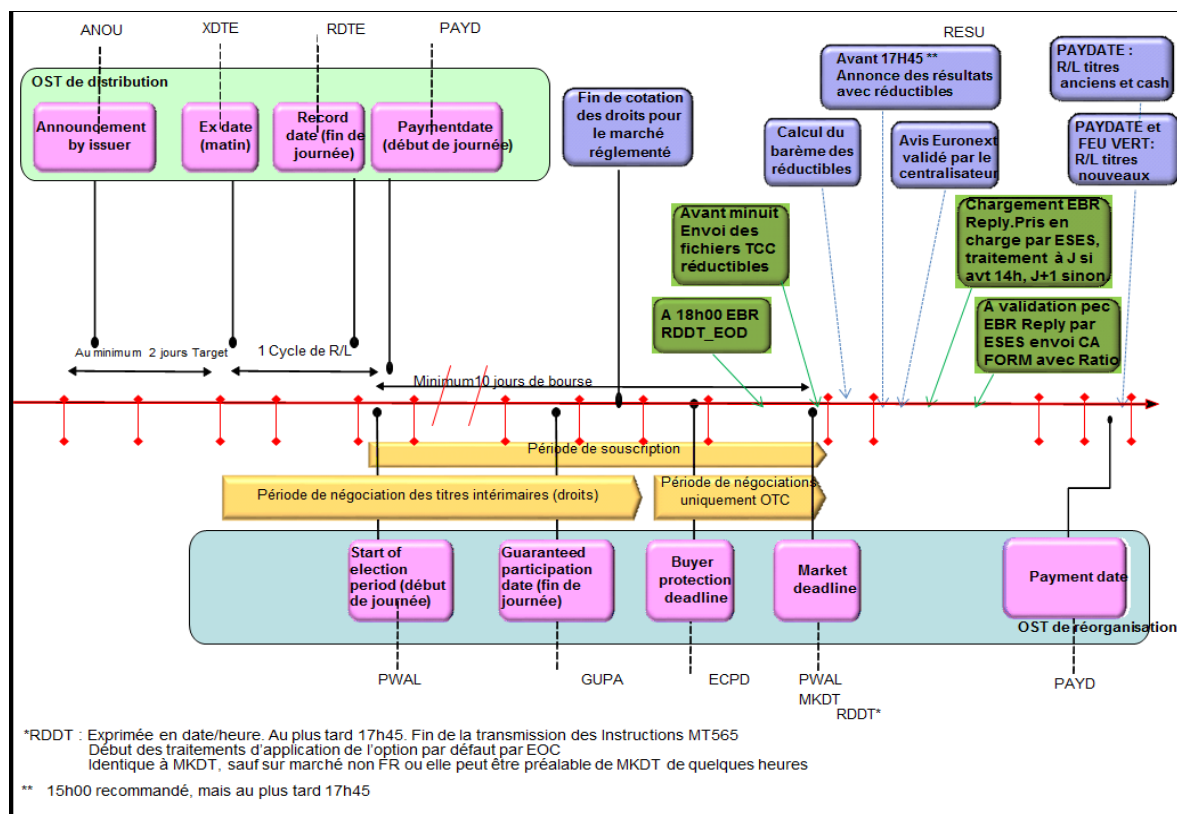 ANOU
XDTE
RDTE
PAYD
RESU
OST de distribution
Announcement
by issuer
Ex date
(matin)
Record
date (fin de
journée)
Paymentdate
(début de journée)
Fin de cotation
des droits pour
le marché
réglementé
Avant 17H45 **
Annonce des résultats
avec réductibles
PAYDATE :
R/L titres
anciens et cash
Calcul du
barème des
réductibles
Avis Euronext
validé par le
centralisateur
PAYDATE et
FEU VERT:
R/L titres
nouveaux
Avant minuit
Envoi des
fichiers TCC
réductibles
Chargement EBR
Reply.Pris en
charge par ESES,
traitement à J si
avt 14h, J+1 sinon
A 18h00 EBR
RDDT_EOD
A validation pec
EBR Reply par
ESES envoi CA
FORM avec Ratio
Au minimum 2 jours Target
1 Cycle de R/L
Minimum10 jours de bourse
Période de souscription
Période de négociation des titres intérimaires (droits)
Période de négociations
uniquement OTC
Start of
election
period (début
de journée)
Guaranteed
participation
date (fin de
journée)
Buyer
protection
deadline
Market
deadline
Payment date
OST de réorganisation
PWAL
GUPA
ECPD
PWAL
MKDT
RDDT*
PAYD
*RDDT : Exprimée en date/heure. Au plus tard 17h45. Fin de la transmission des Instructions MT565
Début des traitements d'application de l'option par défaut par EOC
Identique à MKDT, sauf sur marché non FR ou elle peut être préalable de MKDT de quelques heures
** 15h00 recommandé, mais au plus tard 17h45